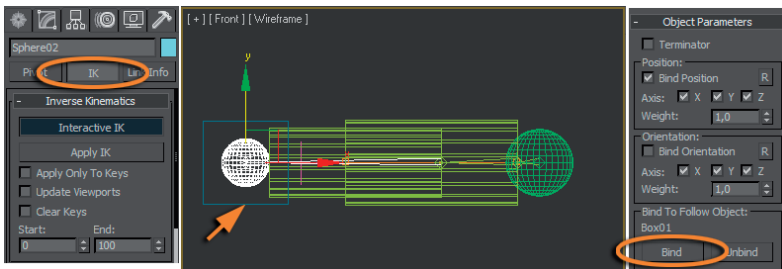 Sphere02
Pivot IK Link Info
- Inverse Kinematics
Interactive IK
Apply IK
Apply Only To Keys
Update Viewports
Clear Keys
Start: End:
0 100
[ + ] [ Front ] [ Wireframe ]
y
- Object Parameters
Terminator
Position:
Bind Position R
Axis: X Y Z
Weight: 1,0
Orientation:
Bind Orientation R
Axis: X Y Z
Weight: 1,0
Bind To Follow Object:
Box01
Bind Unbind